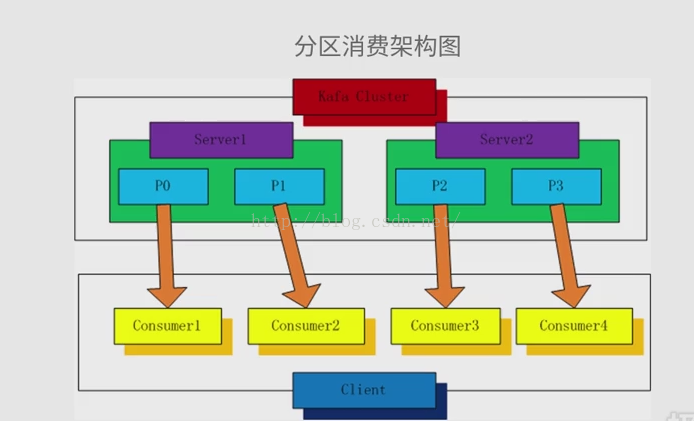 分区消费架构图
Kafa Cluster
Server1
Server2
P0
P1
P2
P3
http://blog.csdn.net/
Consumer1
Consumer2
Consumer3
Consumer4
Client